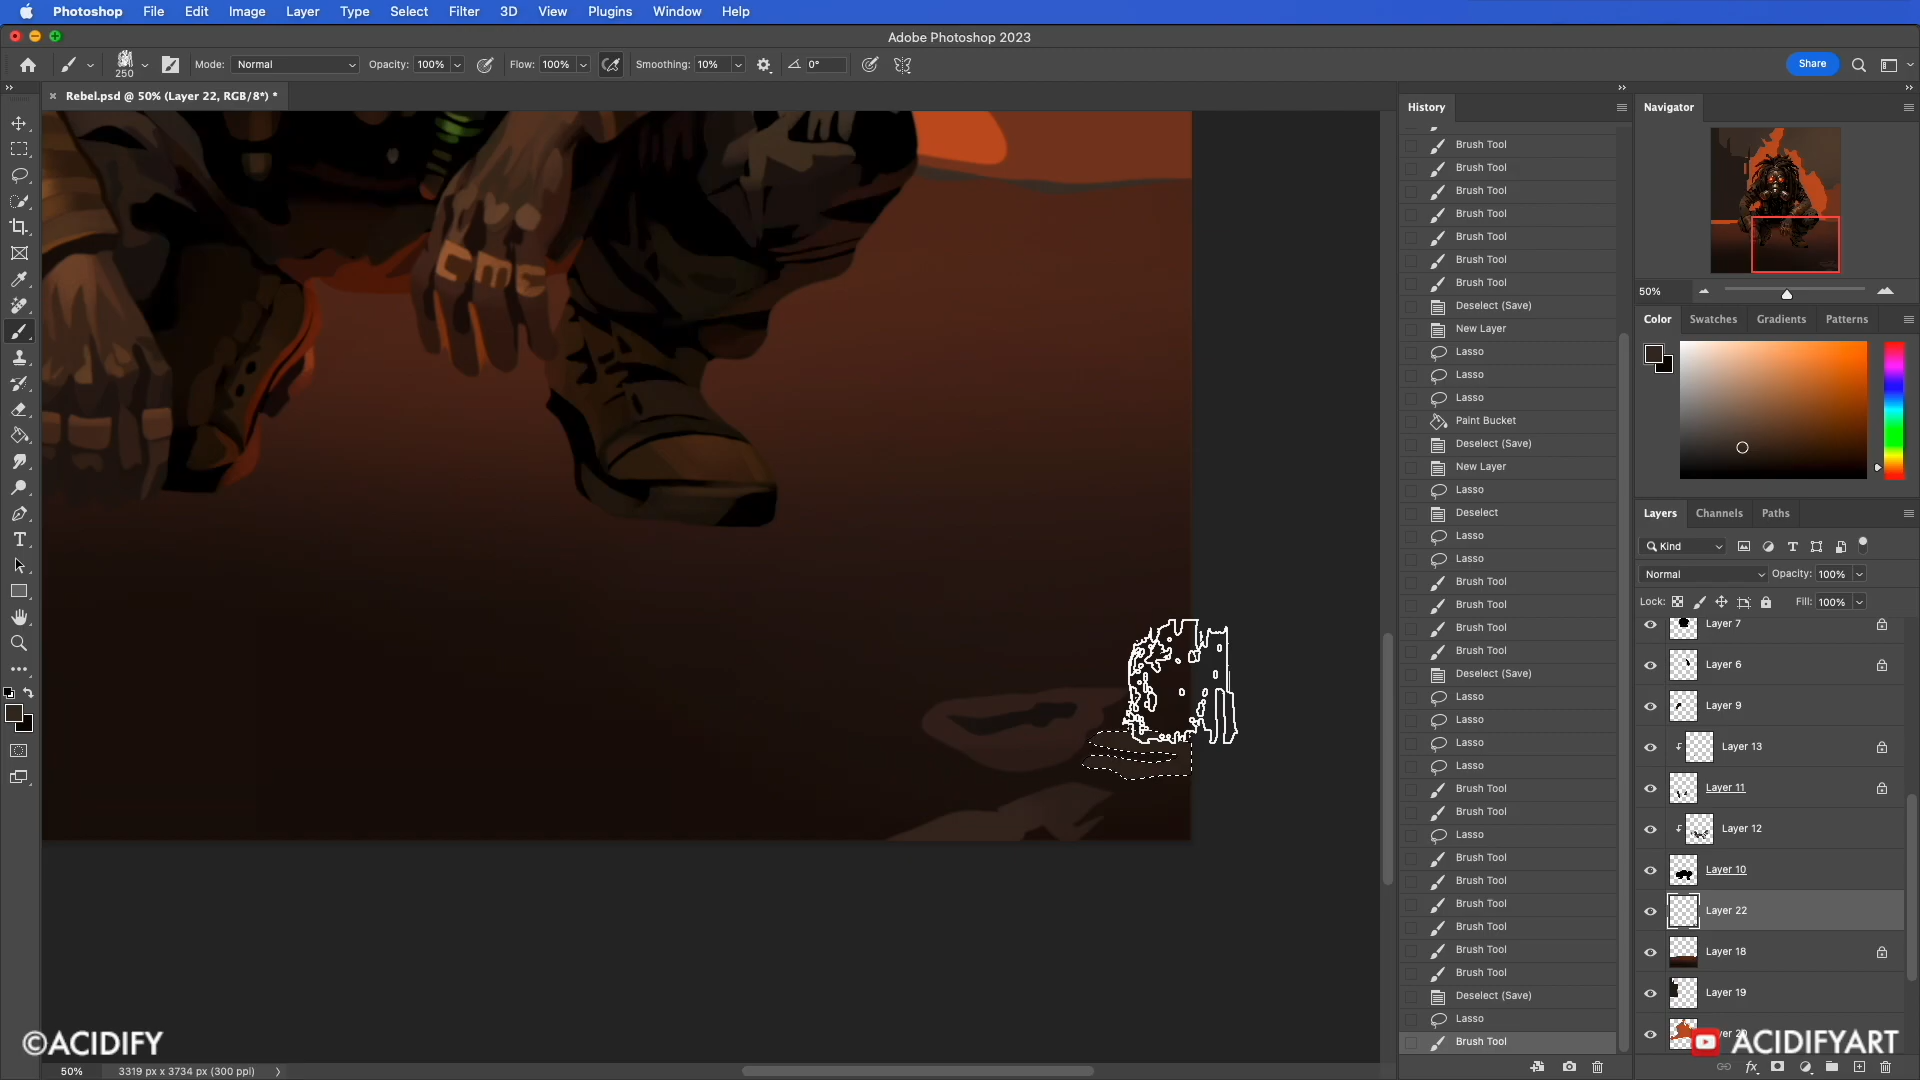 Photoshop File Edit Image Layer Type Select Filter 3D View Plugins Window Help
Adobe Photoshop 2023
250 Mode: Normal Opacity: 100% Flow: 100% Smoothing: 10% 0° Share
Rebel.psd @ 50% (Layer 22, RGB/8*) *
History
Brush Tool
Brush Tool
Brush Tool
Brush Tool
Brush Tool
Brush Tool
Brush Tool
Deselect (Save)
New Layer
Lasso
Lasso
Lasso
Paint Bucket
Deselect (Save)
New Layer
Lasso
Deselect
Lasso
Lasso
Brush Tool
Brush Tool
Brush Tool
Brush Tool
Deselect (Save)
Lasso
Lasso
Lasso
Lasso
Brush Tool
Brush Tool
Lasso
Brush Tool
Brush Tool
Brush Tool
Brush Tool
Brush Tool
Brush Tool
Deselect (Save)
Lasso
Brush Tool
Navigator
50%
Color Swatches Gradients Patterns
Layers Channels Paths
Kind
Normal Opacity: 100%
Lock: Fill: 100%
Layer 7
Layer 6
Layer 9
Layer 13
Layer 11
Layer 12
Layer 10
Layer 22
Layer 18
Layer 19
CME
©ACIDIFY
ACIDIFYART
50% 3319 px x 3734 px (300 ppi)